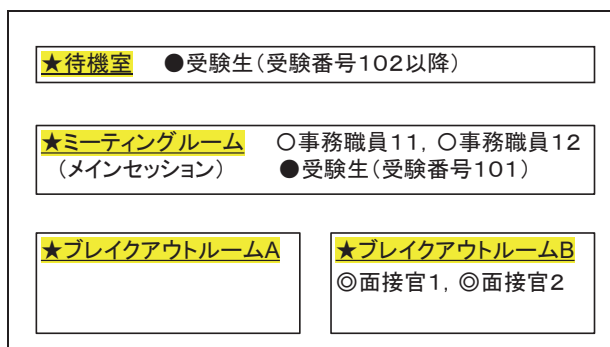 ★待機室 ●受験生(受験番号102以降)
★ミーティングルーム ○事務職員11, ○事務職員12
(メインセッション) ●受験生(受験番号101)
★ブレイクアウトルームA
★ブレイクアウトルームB
◎面接官1, ◎面接官2